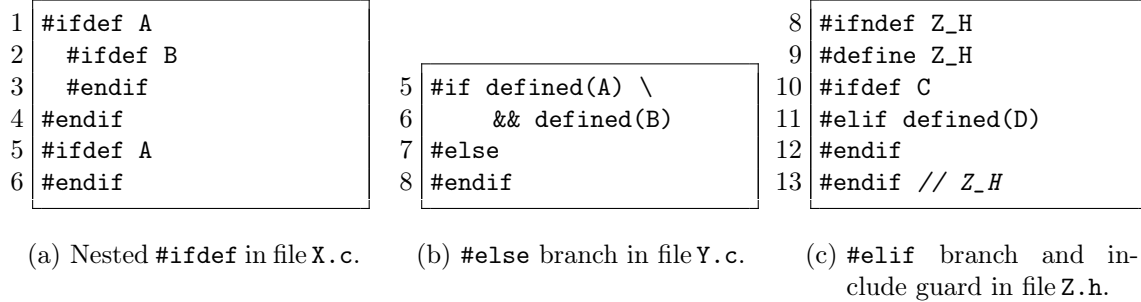 1 #ifdef A
2   #ifdef B
3   #endif
4 #endif
5 #ifdef A
6 #endif
(a) Nested #ifdef in file X.c.
5 #if defined(A) \
6     && defined(B)
7 #else
8 #endif
(b) #else branch in file Y.c.
8 #ifndef Z_H
9 #define Z_H
10 #ifdef C
11 #elif defined(D)
12 #endif
13 #endif // Z_H
(c) #elif branch and in-
clude guard in file Z.h.